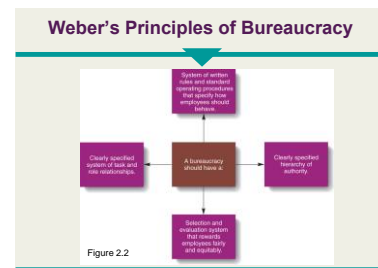 Weber's Principles of Bureaucracy
System of written
rules and standard
operating procedures
that specify how
employees should
behave.
Clearly specified
system of task and
role relationships.
A bureaucracy
should have a:
Clearly specified
hierarchy of
authority.
Selection and
evaluation system
that rewards
employees fairly
and equitably.
Figure 2.2